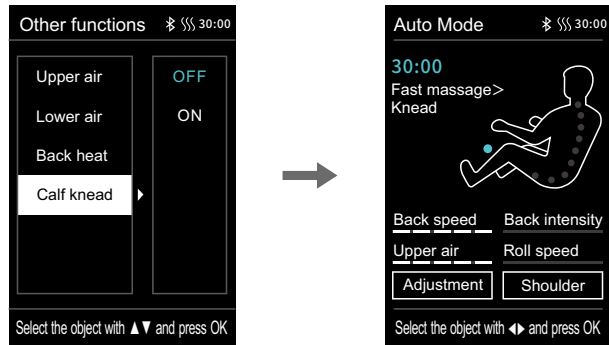 Other functions 30:00
Upper air OFF
Lower air ON
Back heat
Calf knead
Select the object with ▲▼ and press OK
Auto Mode 30:00
30:00
Fast massage>
Knead
Back speed Back intensity
Upper air Roll speed
Adjustment Shoulder
Select the object with ◀▶ and press OK